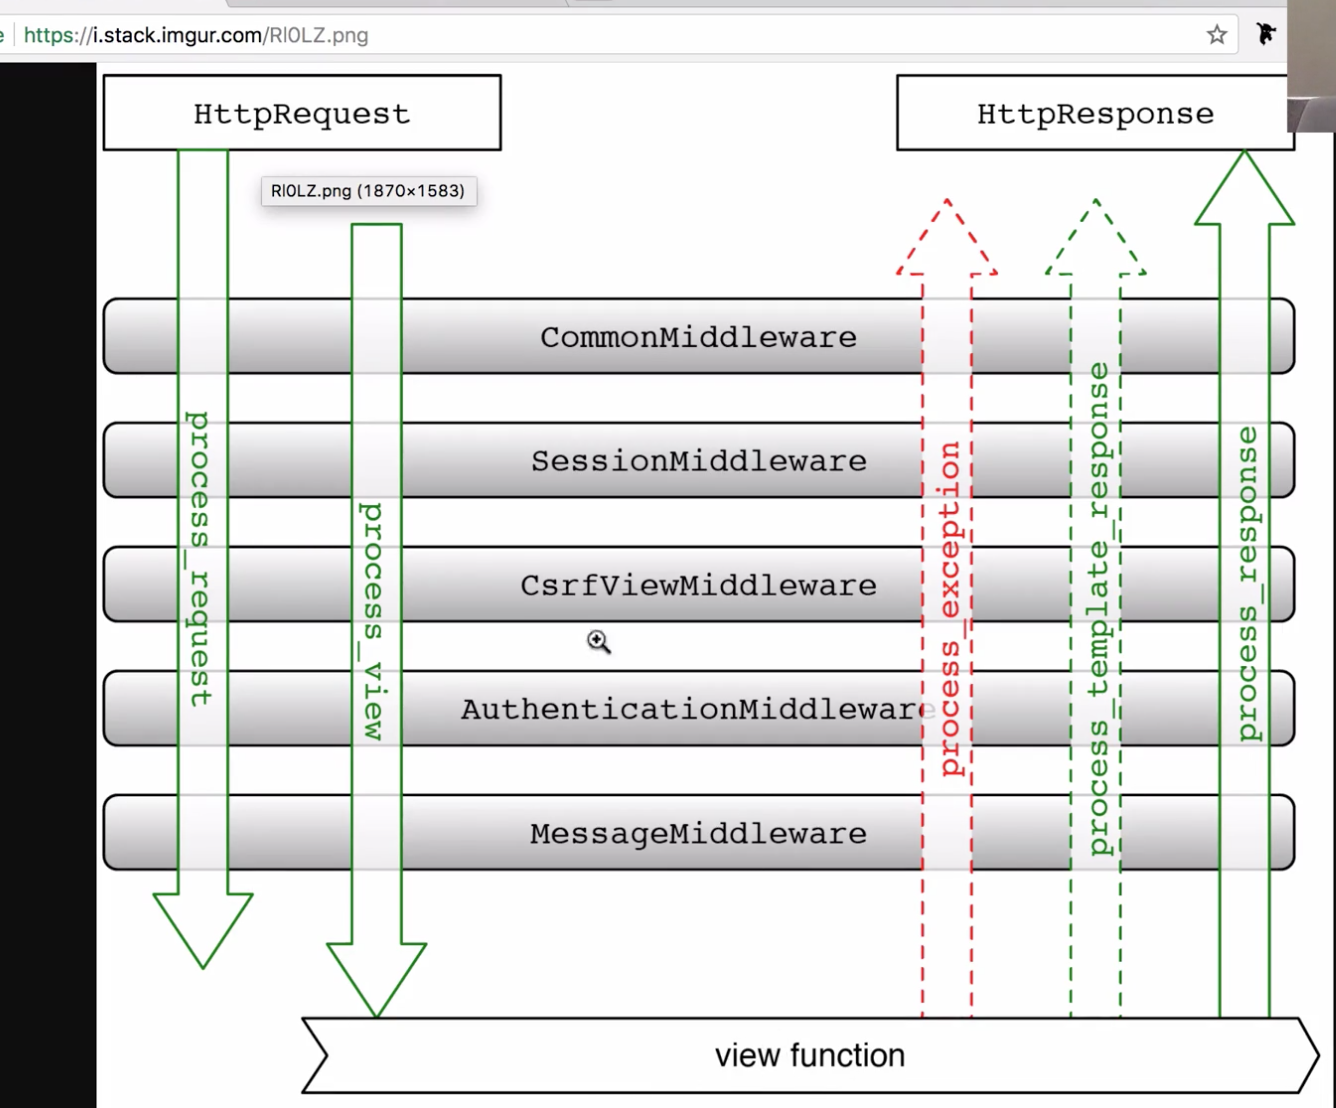 https://i.stack.imgur.com/RI0LZ.png
HttpRequest
HttpResponse
RI0LZ.png (1870×1583)
CommonMiddleware
SessionMiddleware
CsrfViewMiddleware
AuthenticationMiddleware
MessageMiddleware
process_request
process_view
process_exception
process_template_response
process_response
view function